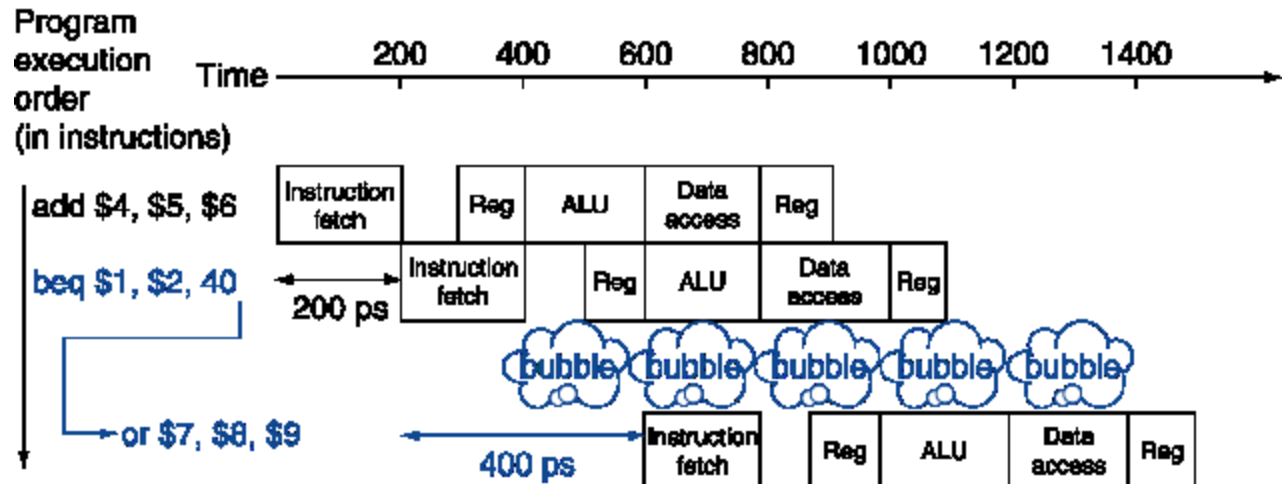 Program
execution
order
(in instructions)
Time
200 400 600 800 1000 1200 1400
add $4, $5, $6
Instruction
fetch
Reg
ALU
Data
access
Reg
beq $1, $2, 40
200 ps
Instruction
fetch
Reg
ALU
Data
access
Reg
bubble bubble bubble bubble bubble
or $7, $8, $9
400 ps
Instruction
fetch
Reg
ALU
Data
access
Reg